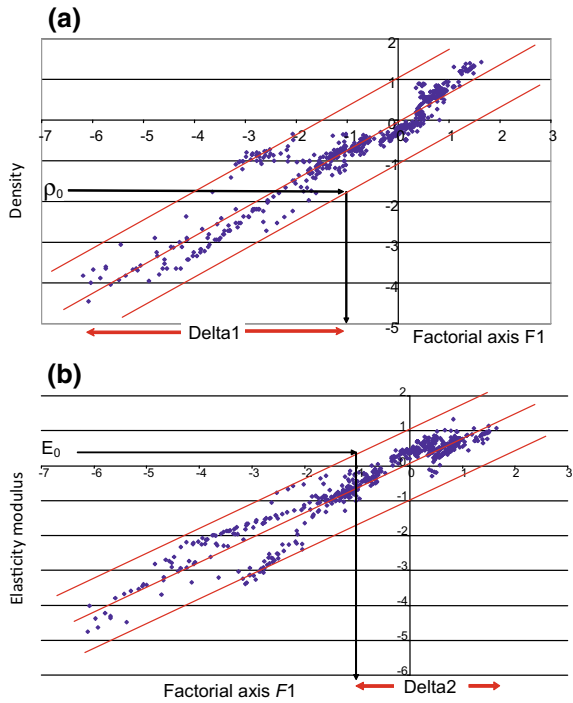 (a)
2
1
0
-7 -6 -5 -4 -3 -2 -1 0 1 2 3
-1
-2
-3
-4
-5
Density
ρ0
Delta1
Factorial axis F1
(b)
2
1
0
-7 -6 -5 -4 -3 -2 -1 0 1 2 3
-1
-2
-3
-4
-5
-6
Elasticity modulus
E0
Factorial axis F1
Delta2